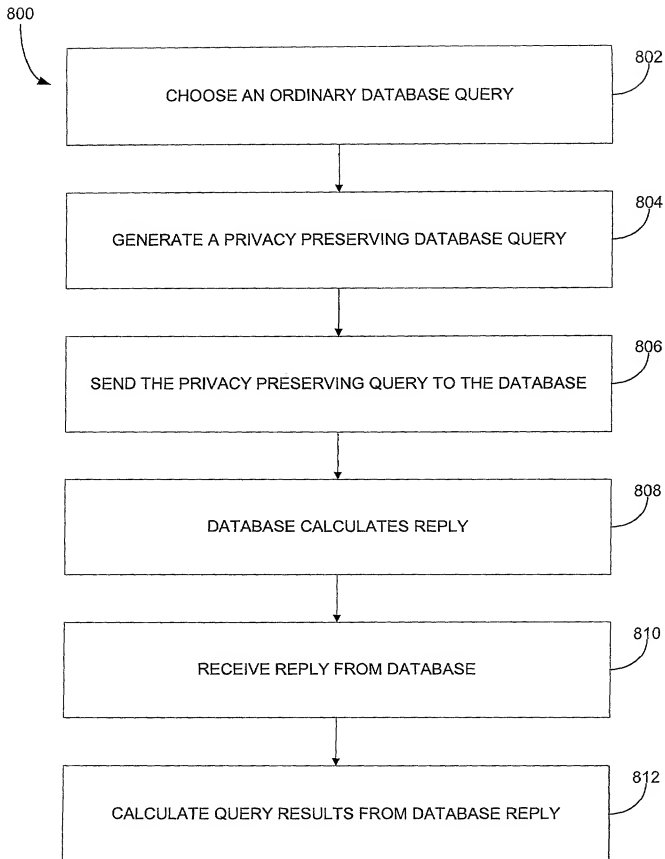 800
802
CHOOSE AN ORDINARY DATABASE QUERY
804
GENERATE A PRIVACY PRESERVING DATABASE QUERY
806
SEND THE PRIVACY PRESERVING QUERY TO THE DATABASE
808
DATABASE CALCULATES REPLY
810
RECEIVE REPLY FROM DATABASE
812
CALCULATE QUERY RESULTS FROM DATABASE REPLY